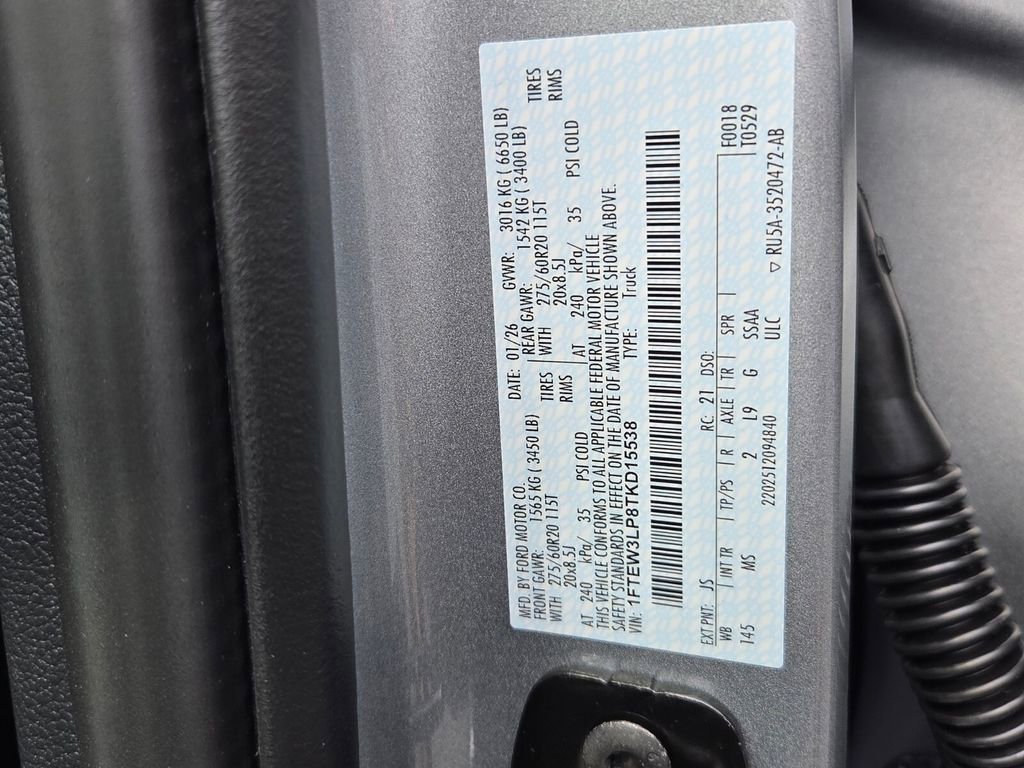 MFD. BY FORD MOTOR CO.
DATE: 01/26 GVWR: 3016 KG ( 6650 LB)
FRONT GAWR: 1565 KG ( 3450 LB) REAR GAWR: 1542 KG ( 3400 LB)
WITH 275/60R20 115T TIRES WITH 275/60R20 115T TIRES
20x8.5J RIMS 20x8.5J RIMS
AT 240 kPa/ 35 PSI COLD AT 240 kPa/ 35 PSI COLD
THIS VEHICLE CONFORMS TO ALL APPLICABLE FEDERAL MOTOR VEHICLE
SAFETY STANDARDS IN EFFECT ON THE DATE OF MANUFACTURE SHOWN ABOVE.
VIN: 1FTEW3LP8TKD15538 TYPE: Truck
EXT PNT: JS RC: 21 DSO: F0018
WB INT TR TP/PS R AXLE TR SPR T0529
145 MS 2 L9 G SSAA
2202512094840 ULC ▽ RU5A-3520472-AB